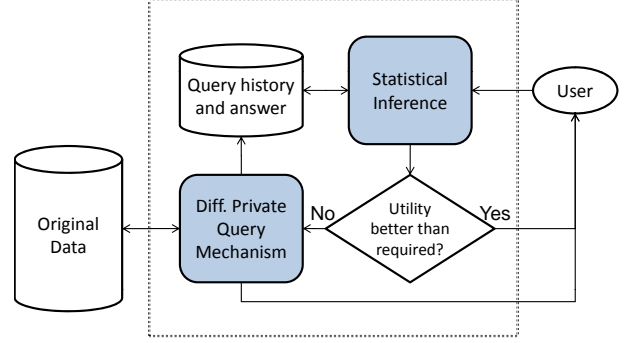 Query history
and answer
Statistical
Inference
User
Original
Data
Diff. Private
Query
Mechanism
No
Utility
better than
required?
Yes